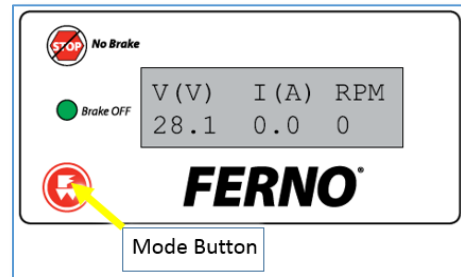 STOP
No Brake
Brake OFF
V(V) I(A) RPM
28.1 0.0 0
FERNO®
Mode Button